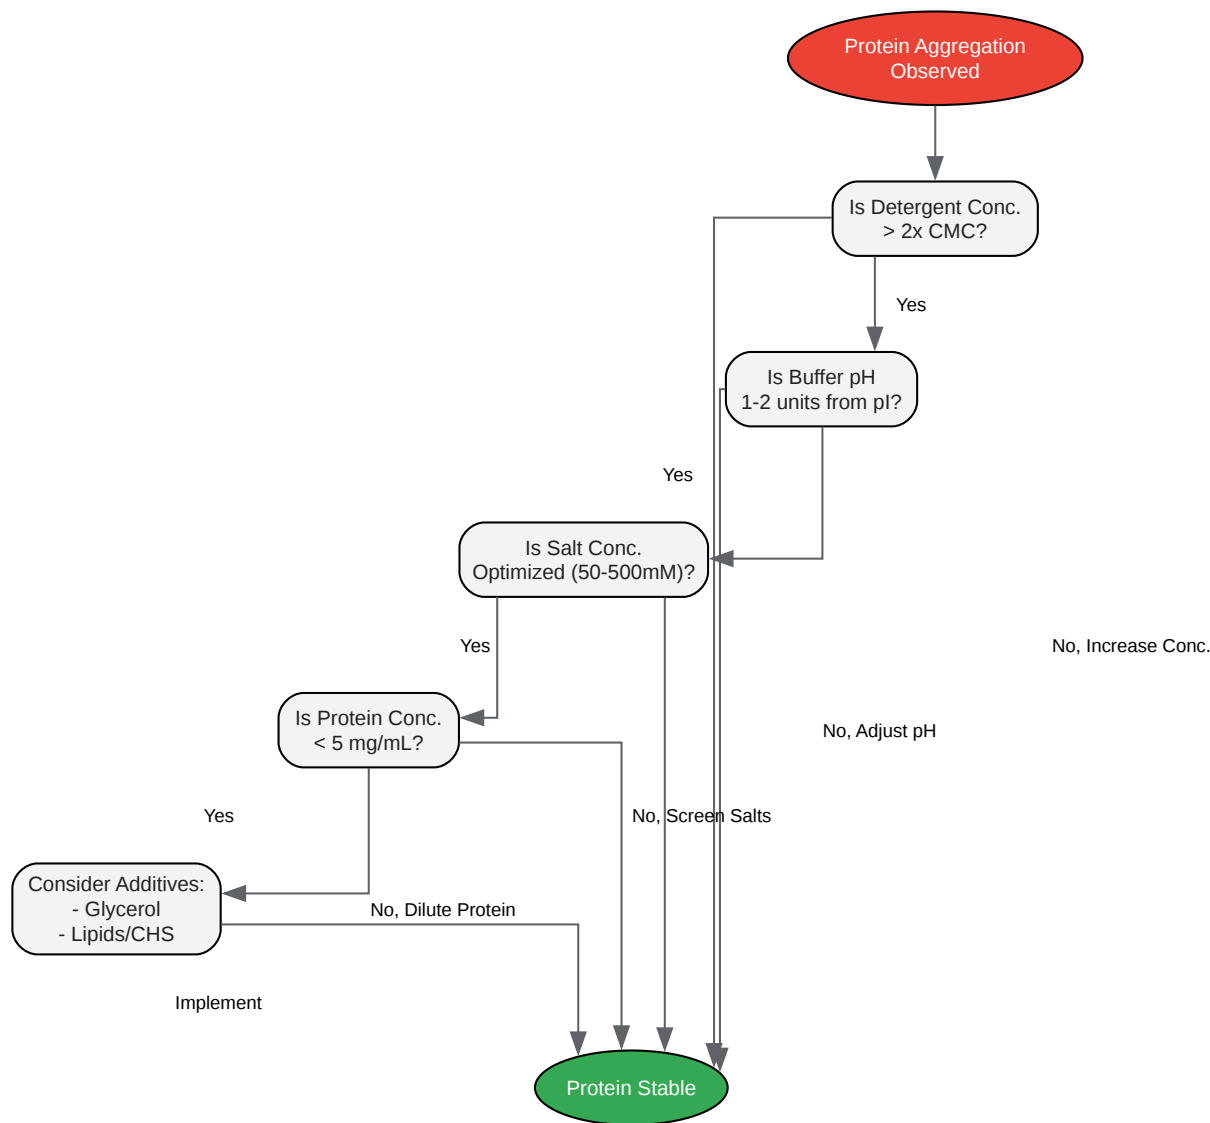 Protein Aggregation
Observed
Is Detergent Conc.
> 2x CMC?
Yes
Is Buffer pH
1-2 units from pI?
Yes
Is Salt Conc.
Optimized (50-500mM)?
Yes
No, Increase Conc.
Is Protein Conc.
< 5 mg/mL?
No, Adjust pH
Yes
No, Screen Salts
Consider Additives:
- Glycerol
- Lipids/CHS
No, Dilute Protein
Implement
Protein Stable